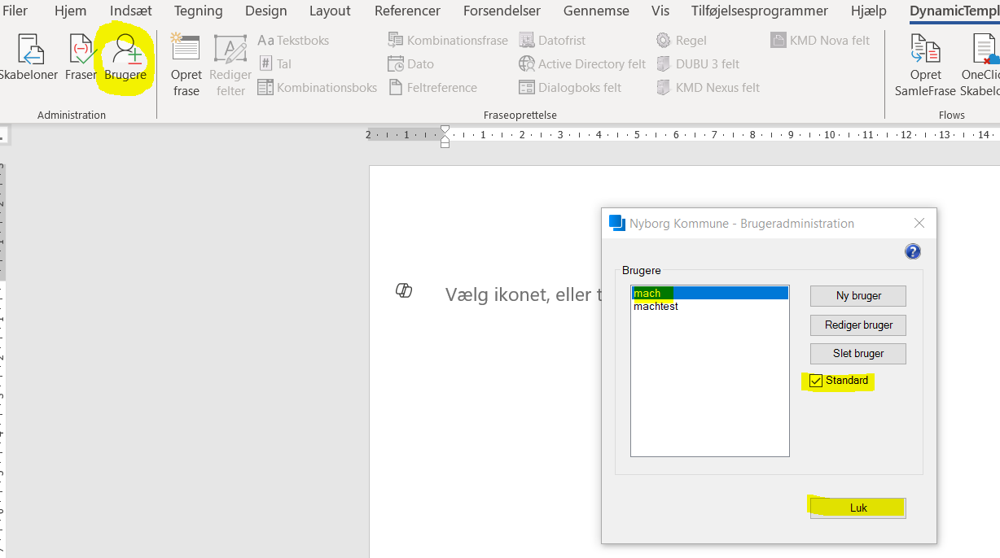 Filer Hjem Indsæt Tegning Design Layout Referencer Forsendelser Gennemse Vis Tilføjelsesprogrammer Hjælp DynamicTempl
Skabeloner Fraser Brugere
Administration
Opret frase
Rediger felter
Aa Tekstboks
# Tal
Kombinationsboks
Kombinationsfrase
Dato
Feltreference
Datofrist
Active Directory felt
Dialogboks felt
Regel
DUBU 3 felt
KMD Nexus felt
KMD Nova felt
Fraseoprettelse
Opret SamleFrase
OneClic
Skabelo
Flows
2 1 1 2 3 4 5 6 7 8 9 10 11 12 13 14
Vælg ikonet, eller t
Nyborg Kommune - Brugeradministration
?
Brugere
mach
machtest
Ny bruger
Rediger bruger
Slet bruger
Standard
Luk